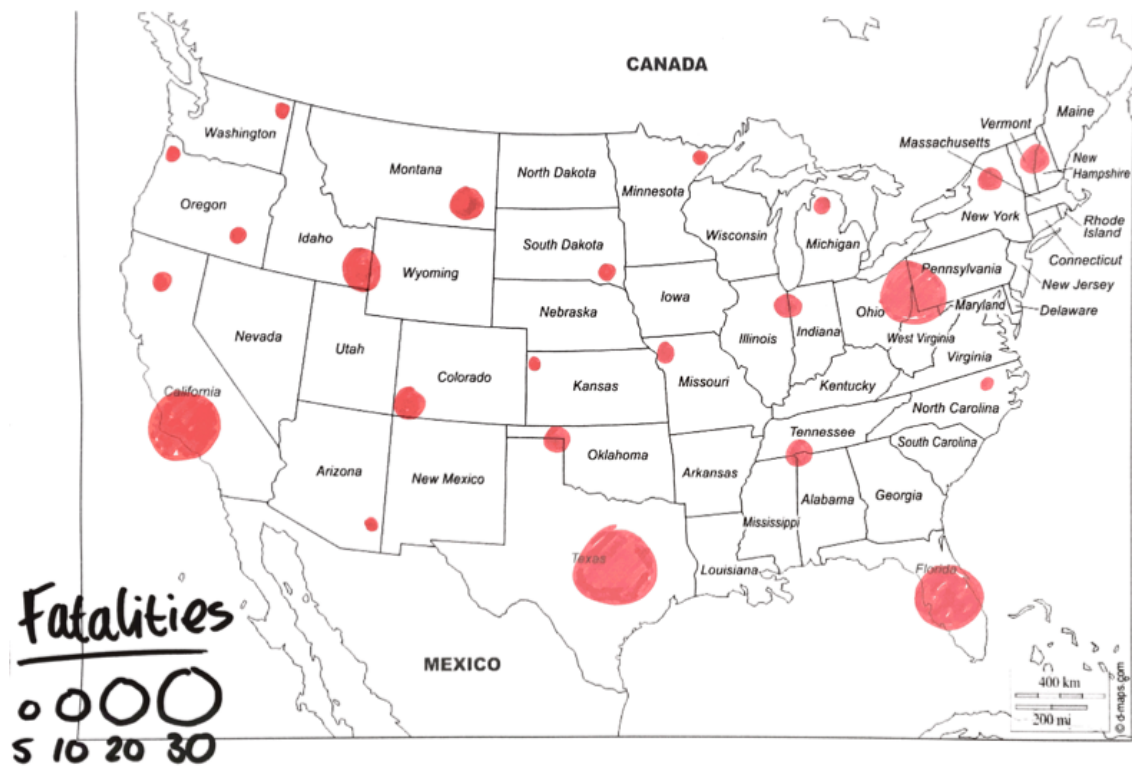 CANADA
Maine
Vermont
Massachusetts
Washington
Montana
North Dakota
Minnesota
New
Hampshire
Oregon
Idaho
South Dakota
Wisconsin
Michigan
New York
Rhode
Island
Connecticut
Wyoming
Pennsylvania
New Jersey
Iowa
Nebraska
Ohio
Maryland
Delaware
Nevada
Utah
Illinois
Indiana
West Virginia
Virginia
Colorado
Kansas
Missouri
Kentucky
California
North Carolina
Tennessee
South Carolina
Oklahoma
Arizona
New Mexico
Arkansas
Mississippi
Alabama
Georgia
Texas
Louisiana
Florida
MEXICO
Fatalities
5 10 20 30
400 km
200 mi
© d-maps.com